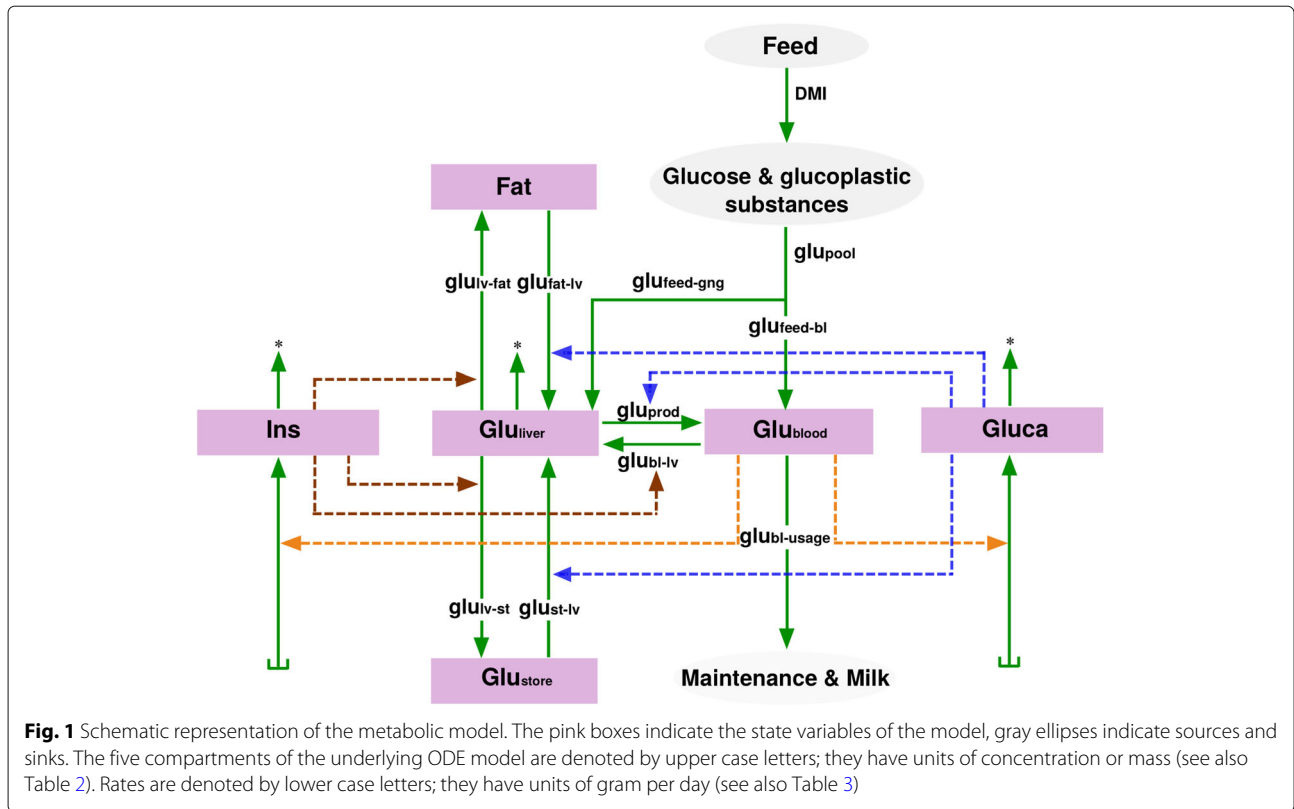 Feed
DMI
Glucose & glucoplastic
substances
Fat
glupool
glulv-fat
glufat-lv
glufeed-gng
glufeed-bl
*
*
*
Ins
Gluliver
gluprod
Glublood
Gluca
glubl-lv
glubl-usage
glulv-st
glust-lv
Glustore
Maintenance & Milk
Fig. 1 Schematic representation of the metabolic model. The pink boxes indicate the state variables of the model, gray ellipses indicate sources and
sinks. The five compartments of the underlying ODE model are denoted by upper case letters; they have units of concentration or mass (see also
Table 2). Rates are denoted by lower case letters; they have units of gram per day (see also Table 3)